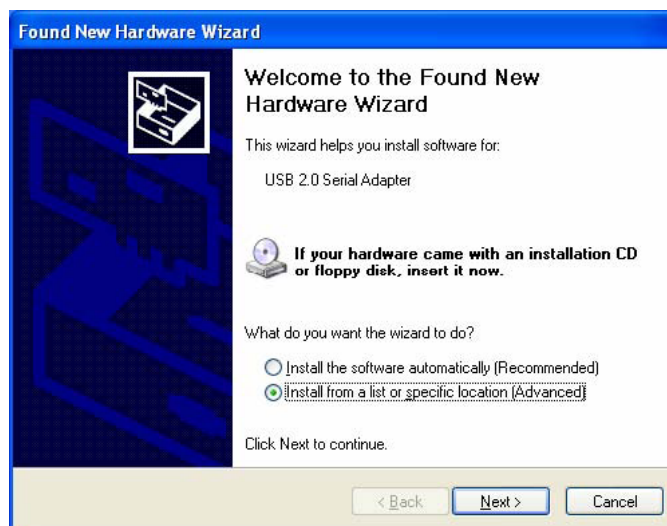 Found New Hardware Wizard
Welcome to the Found New
Hardware Wizard
This wizard helps you install software for:
USB 2.0 Serial Adapter
If your hardware came with an installation CD
or floppy disk, insert it now.
What do you want the wizard to do?
Install the software automatically (Recommended)
Install from a list or specific location (Advanced)
Click Next to continue.
< Back
Next >
Cancel